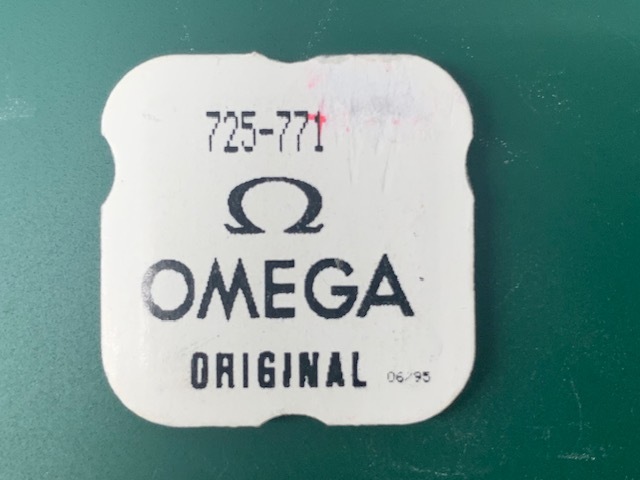 725-771
Ω
OMEGA
ORIGINAL 06/95